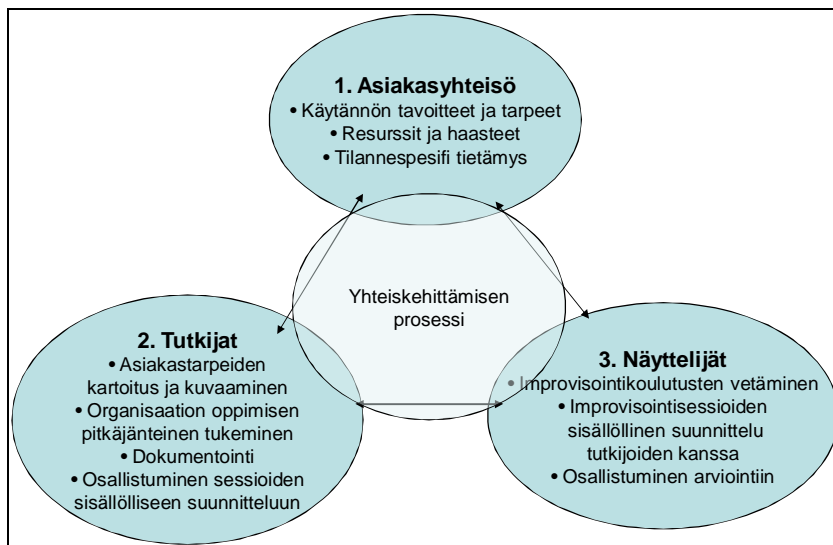 1. Asiakasyhteisö
• Käytännön tavoitteet ja tarpeet
• Resurssit ja haasteet
• Tilannespesifi tietämys
Yhteiskehittämisen
prosessi
2. Tutkijat
• Asiakastarpeiden
kartoitus ja kuvaaminen
• Organisaation oppimisen
pitkäjänteinen tukeminen
• Dokumentointi
• Osallistuminen sessioiden
sisällölliseen suunnitteluun
3. Näyttelijät
• Improvisointikoulutusten vetäminen
• Improvisointisessioiden
sisällöllinen suunnittelu
tutkijoiden kanssa
• Osallistuminen arviointiin